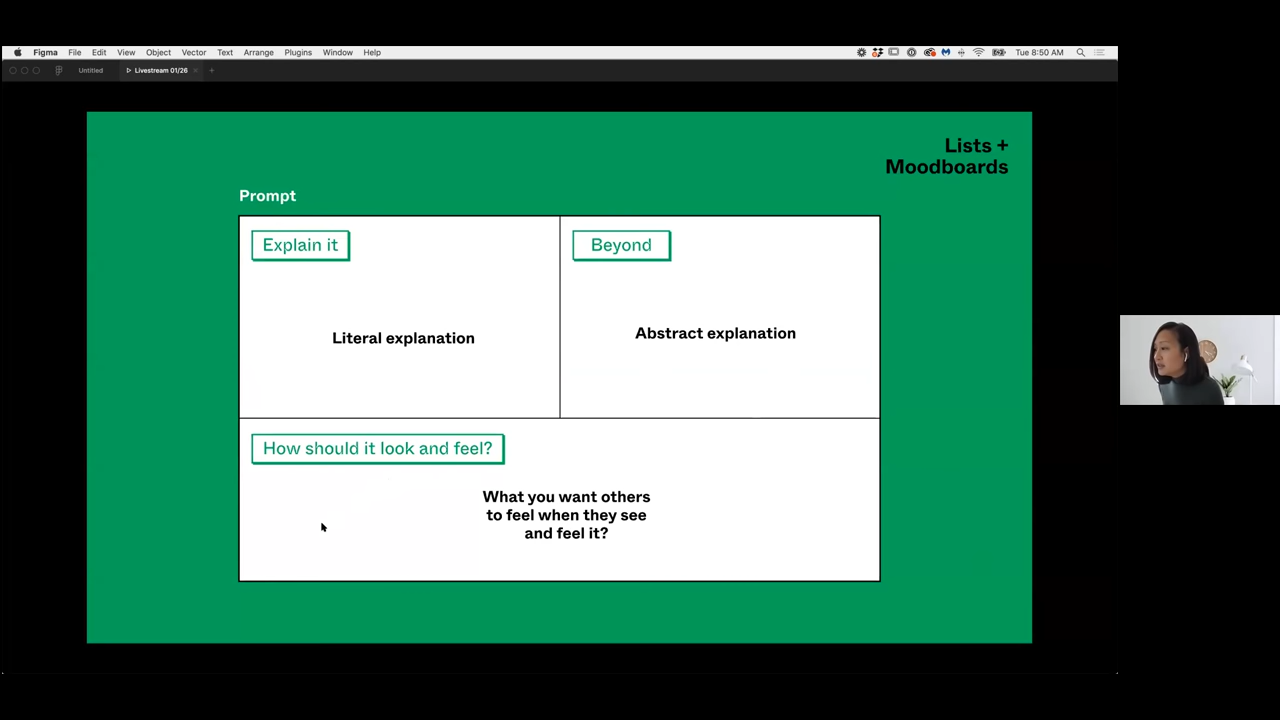 Figma File Edit View Object Vector Text Arrange Plugins Window Help Tue 8:50 AM
Untitled Livestream 01/26
Lists +
Moodboards
Prompt
Explain it
Beyond
Literal explanation
Abstract explanation
How should it look and feel?
What you want others
to feel when they see
and feel it?